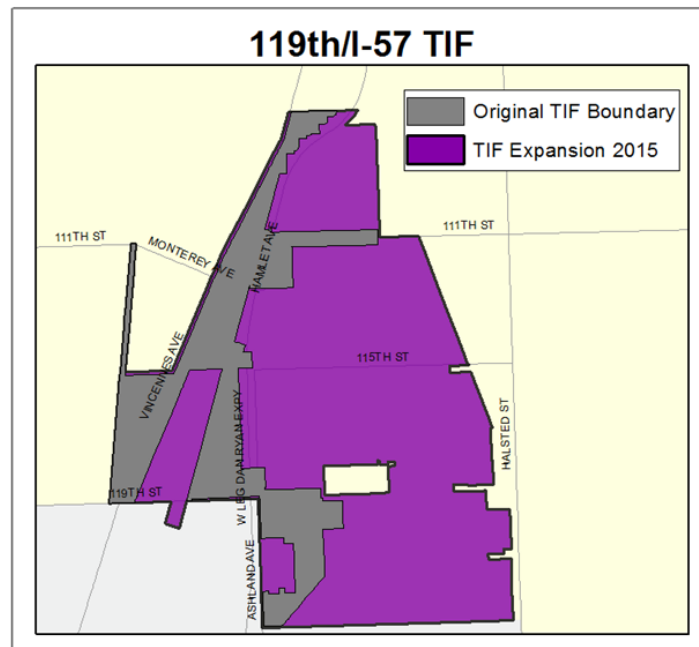 119th/I-57 TIF
Original TIF Boundary
TIF Expansion 2015
111TH ST
MONTEREY AVE
HAMLET AVE
111TH ST
VINCENNES AVE
115TH ST
W LEG DAN RYAN EXPY
HALSTED ST
119TH ST
ASHLAND AVE